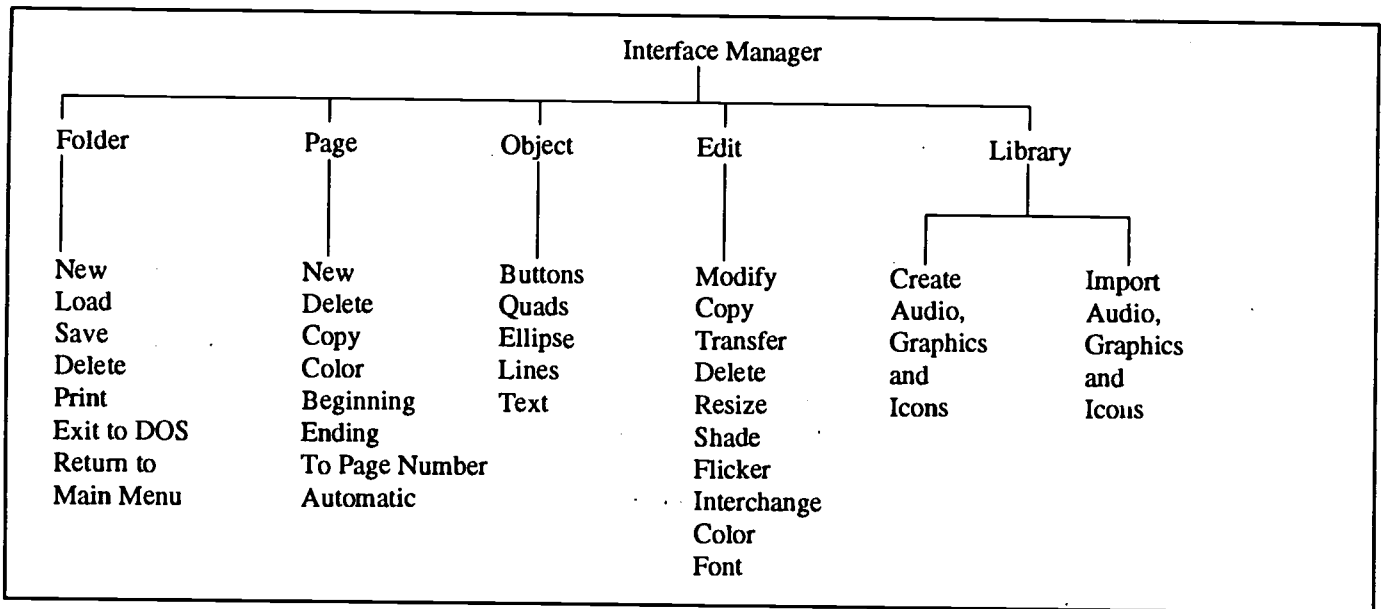 Interface Manager
Folder
Page
Object
Edit
Library
New
Load
Save
Delete
Print
Exit to DOS
Return to
Main Menu
New
Delete
Copy
Color
Beginning
Ending
To Page Number
Automatic
Buttons
Quads
Ellipse
Lines
Text
Modify
Copy
Transfer
Delete
Resize
Shade
Flicker
Interchange
Color
Font
Create
Audio,
Graphics
and
Icons
Import
Audio,
Graphics
and
Icons